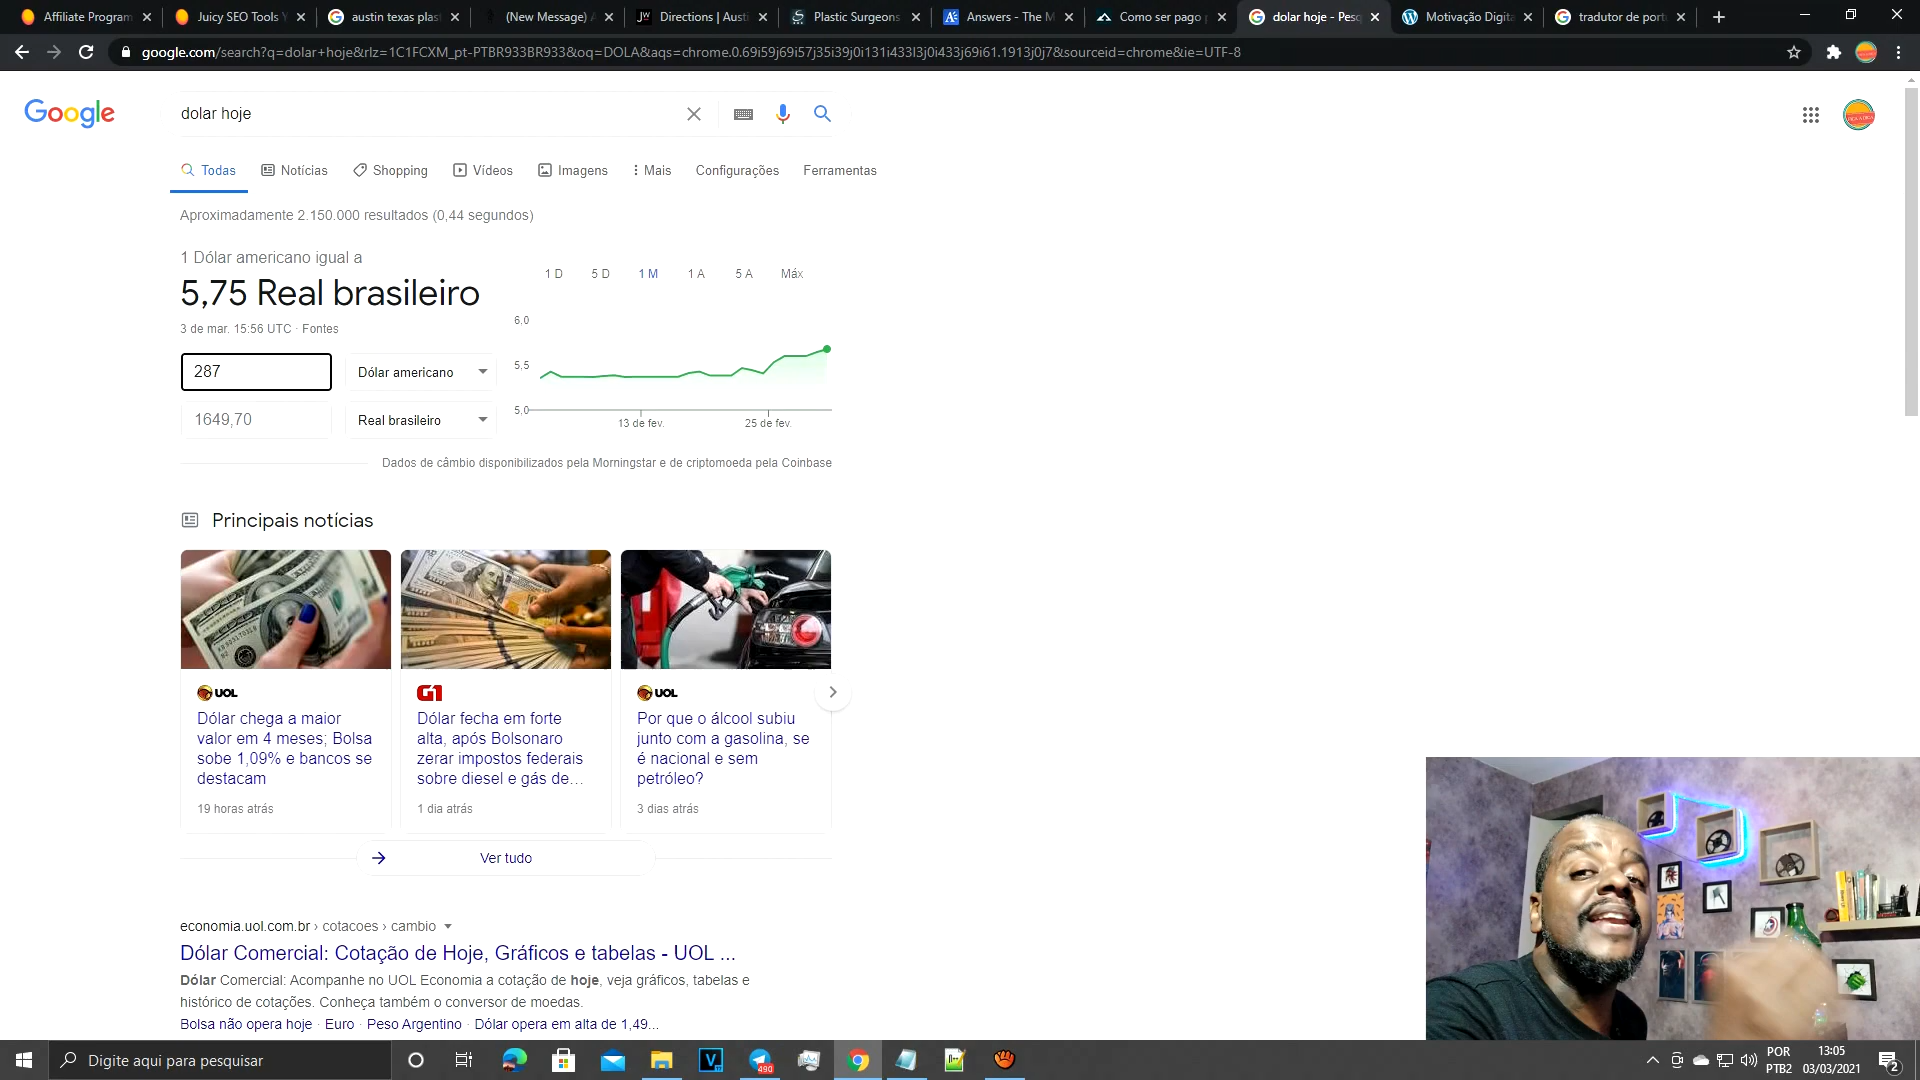 Affiliate Program
Juicy SEO Tools
austin texas plast
(New Message)
Directions | Austi
Plastic Surgeons
Answers - The M
Como ser pago
dolar hoje - Pesq
Motivação Digita
tradutor de port
google.com/search?q=dolar+hoje&rlz=1C1FCXM_pt-PTBR933BR933&oq=DOLA&aqs=chrome.0.69i59j69i57j35i39j0i131i433l3j0i433j69i61.1913j0j7&sourceid=chrome&ie=UTF-8
Google
dolar hoje
Todas
Notícias
Shopping
Vídeos
Imagens
Mais
Configurações
Ferramentas
Aproximadamente 2.150.000 resultados (0,44 segundos)
1 Dólar americano igual a
5,75 Real brasileiro
3 de mar. 15:56 UTC · Fontes
287
Dólar americano
1649,70
Real brasileiro
1 D
5 D
1 M
1 A
5 A
Máx
6,0
5,5
5,0
13 de fev.
25 de fev.
Dados de câmbio disponibilizados pela Morningstar e de criptomoeda pela Coinbase
Principais notícias
UOL
Dólar chega a maior
valor em 4 meses; Bolsa
sobe 1,09% e bancos se
destacam
19 horas atrás
G1
Dólar fecha em forte
alta, após Bolsonaro
zerar impostos federais
sobre diesel e gás de...
1 dia atrás
UOL
Por que o álcool subiu
junto com a gasolina, se
é nacional e sem
petróleo?
3 dias atrás
Ver tudo
economia.uol.com.br › cotacoes › cambio
Dólar Comercial: Cotação de Hoje, Gráficos e tabelas - UOL ...
Dólar Comercial: Acompanhe no UOL Economia a cotação de hoje, veja gráficos, tabelas e
histórico de cotações. Conheça também o conversor de moedas.
Bolsa não opera hoje · Euro · Peso Argentino · Dólar opera em alta de 1,49...
Digite aqui para pesquisar
490
POR
PTB2
13:05
03/03/2021
2